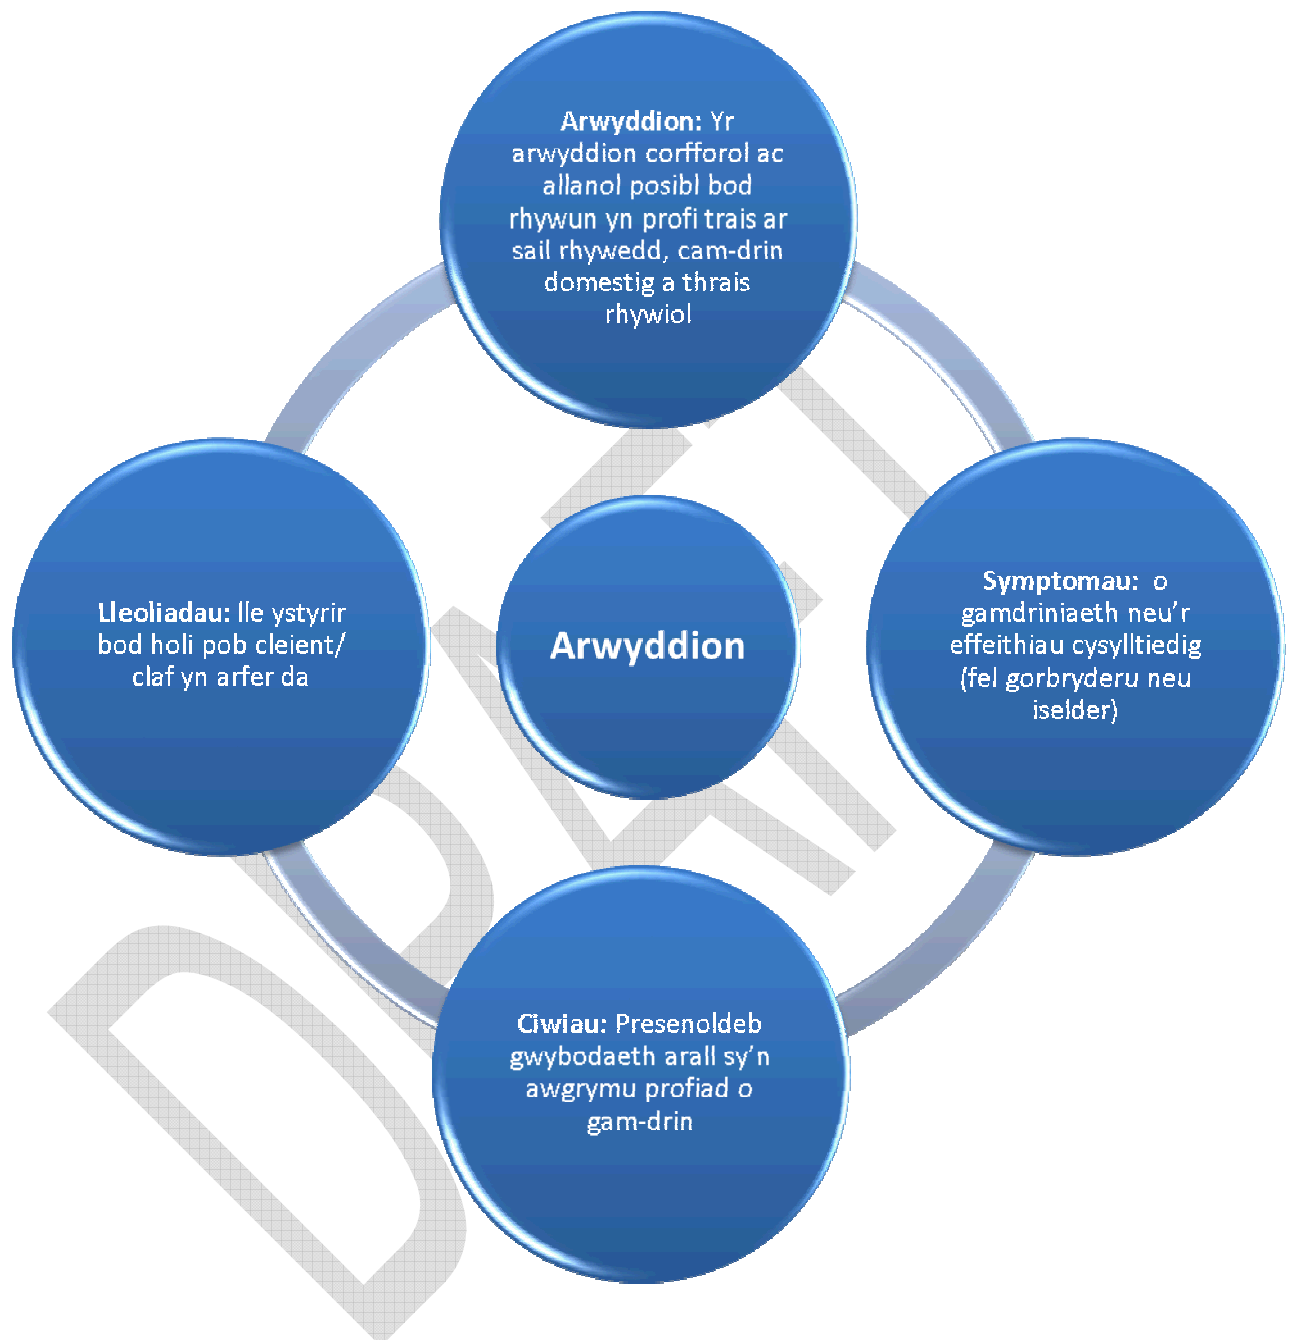 Arwyddion: Yr
arwyddion corfforol ac
allanol posibl bod
rhywun yn profi trais ar
sail rhywedd, cam-drin
domestig a thrais
rhywiol
Symptomau: o
gamdriniaeth neu'r
effeithiau cysylltiedig
(fel gorbryderu neu
iselder)
Ciwiau: Presenoldeb
gwybodaeth arall sy'n
awgrymu profiad o
gam-drin
Lleoliadau: lle ystyrir
bod holi pob cleient/
claf yn arfer da
Arwyddion
DRAFT